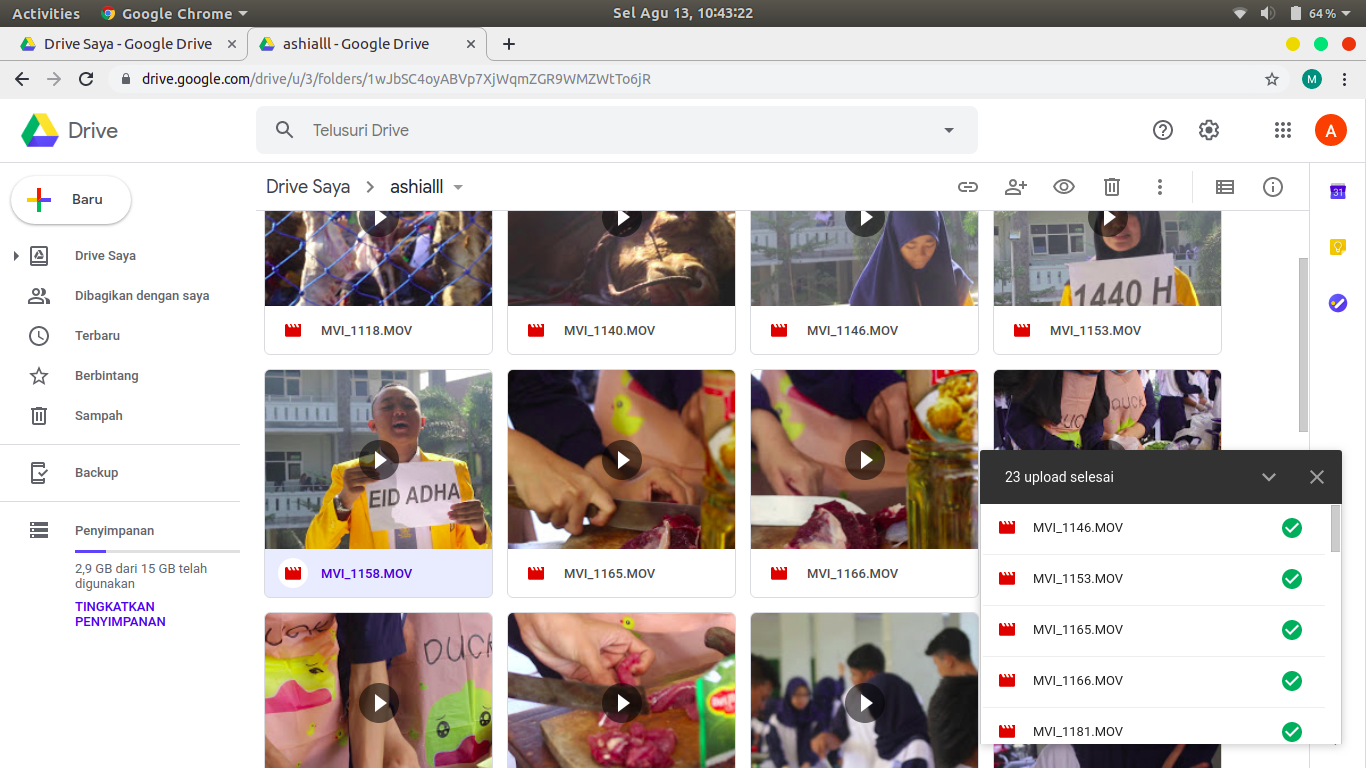 Activities Google Chrome Sel Agu 13, 10:43:22 64 %
Drive Saya - Google Drive ashialll - Google Drive
drive.google.com/drive/u/3/folders/1wJbSC4oyABVp7XjWqmZGR9WMZWtTo6jR M
Drive Telusuri Drive A
Baru
Drive Saya ashialll
31
Drive Saya
Dibagikan dengan saya
Terbaru
Berbintang
Sampah
Backup
Penyimpanan
2,9 GB dari 15 GB telah
digunakan
TINGKATKAN
PENYIMPANAN
1440 H
MVI_1118.MOV MVI_1140.MOV MVI_1146.MOV MVI_1153.MOV
EID ADHA
DUCK
MVI_1158.MOV MVI_1165.MOV MVI_1166.MOV
DUCK
23 upload selesai
MVI_1146.MOV
MVI_1153.MOV
MVI_1165.MOV
MVI_1166.MOV
MVI_1181.MOV